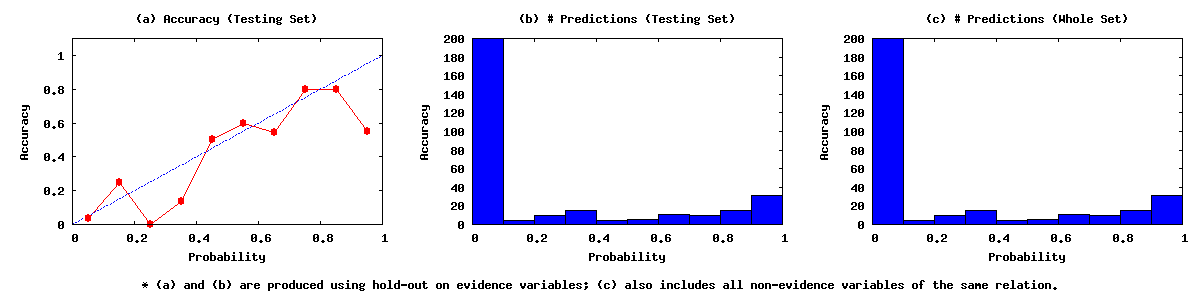 (a) Accuracy (Testing Set)
1
0.8
0.6
0.4
0.2
0
Accuracy
0 0.2 0.4 0.6 0.8 1
Probability
(b) # Predictions (Testing Set)
200
180
160
140
120
100
80
60
40
20
0
Accuracy
0 0.2 0.4 0.6 0.8 1
Probability
(c) # Predictions (Whole Set)
200
180
160
140
120
100
80
60
40
20
0
Accuracy
0 0.2 0.4 0.6 0.8 1
Probability
* (a) and (b) are produced using hold-out on evidence variables; (c) also includes all non-evidence variables of the same relation.